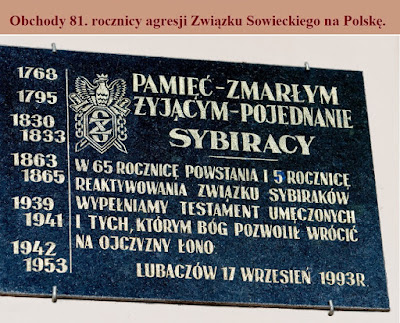 Obchody 81. rocznicy agresji Związku Sowieckiego na Polskę.
1768
1795
1830
1833
1863
1865
1939
1941
1942
1953
PAMIĘĆ-ZMARŁYM
ŻYJĄCYM-POJEDNANIE
SYBIRACY
W 65 ROCZNICĘ POWSTANIA I 5 ROCZNICĘ
REAKTYWOWANIA ZWIĄZKU SYBIRAKÓW
WYPEŁNIAMY TESTAMENT UMĘCZONYCH
I TYCH, KTÓRYM BÓG POZWOLIŁ WRÓCIĆ
NA OJCZYZNY ŁONO
LUBACZÓW 17 WRZESIEŃ 1993R.